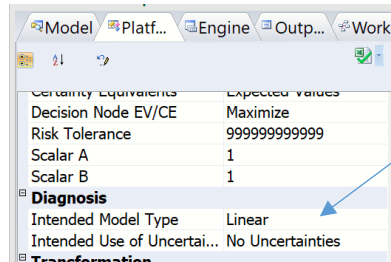 Model Platf... Engine Outp... Work
Certainty Equivalents Expected Values
Decision Node EV/CE Maximize
Risk Tolerance 999999999999
Scalar A 1
Scalar B 1
Diagnosis
Intended Model Type Linear
Intended Use of Uncertai... No Uncertainties
Transformation